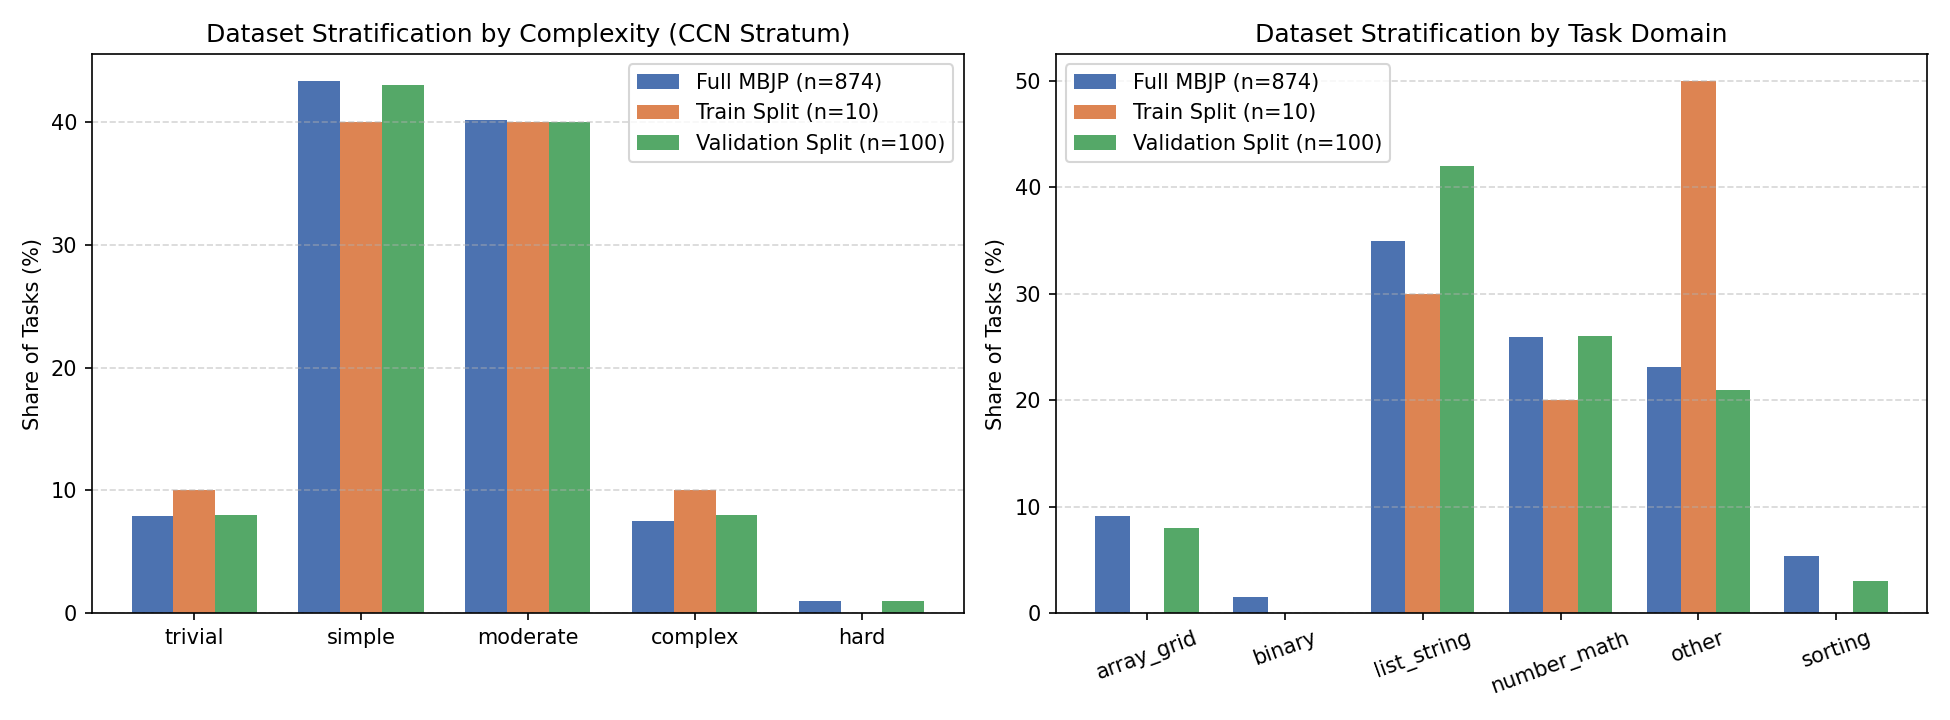 Dataset Stratification by Complexity (CCN Stratum)
Full MBJP (n=874)
Train Split (n=10)
Validation Split (n=100)
Share of Tasks (%)
40
30
20
10
0
trivial simple moderate complex hard
Dataset Stratification by Task Domain
Full MBJP (n=874)
Train Split (n=10)
Validation Split (n=100)
Share of Tasks (%)
50
40
30
20
10
0
array_grid binary list_string number_math other sorting